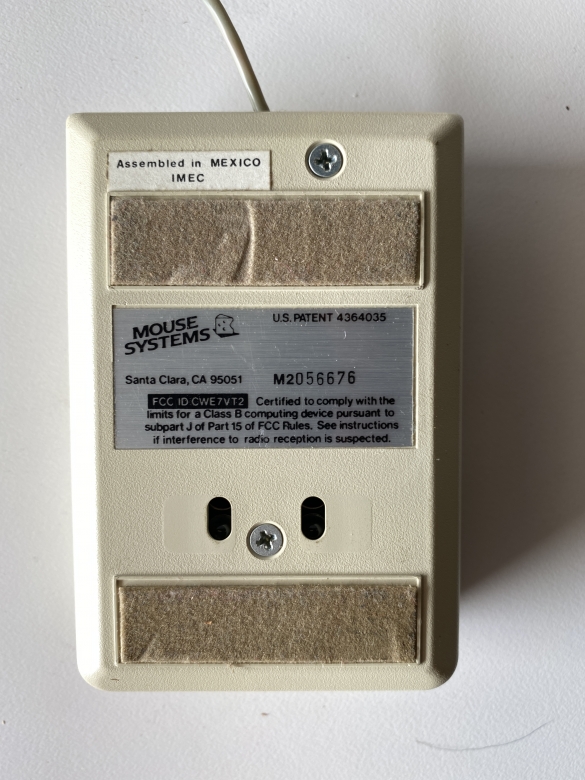 Assembled in MEXICO
IMEC
MOUSE
SYSTEMS
U.S. PATENT 4364035
Santa Clara, CA 95051 M2056676
FCC ID CWE7VT2 Certified to comply with the
limits for a Class B computing device pursuant to
subpart J of Part 15 of FCC Rules. See instructions
if interference to radio reception is suspected.